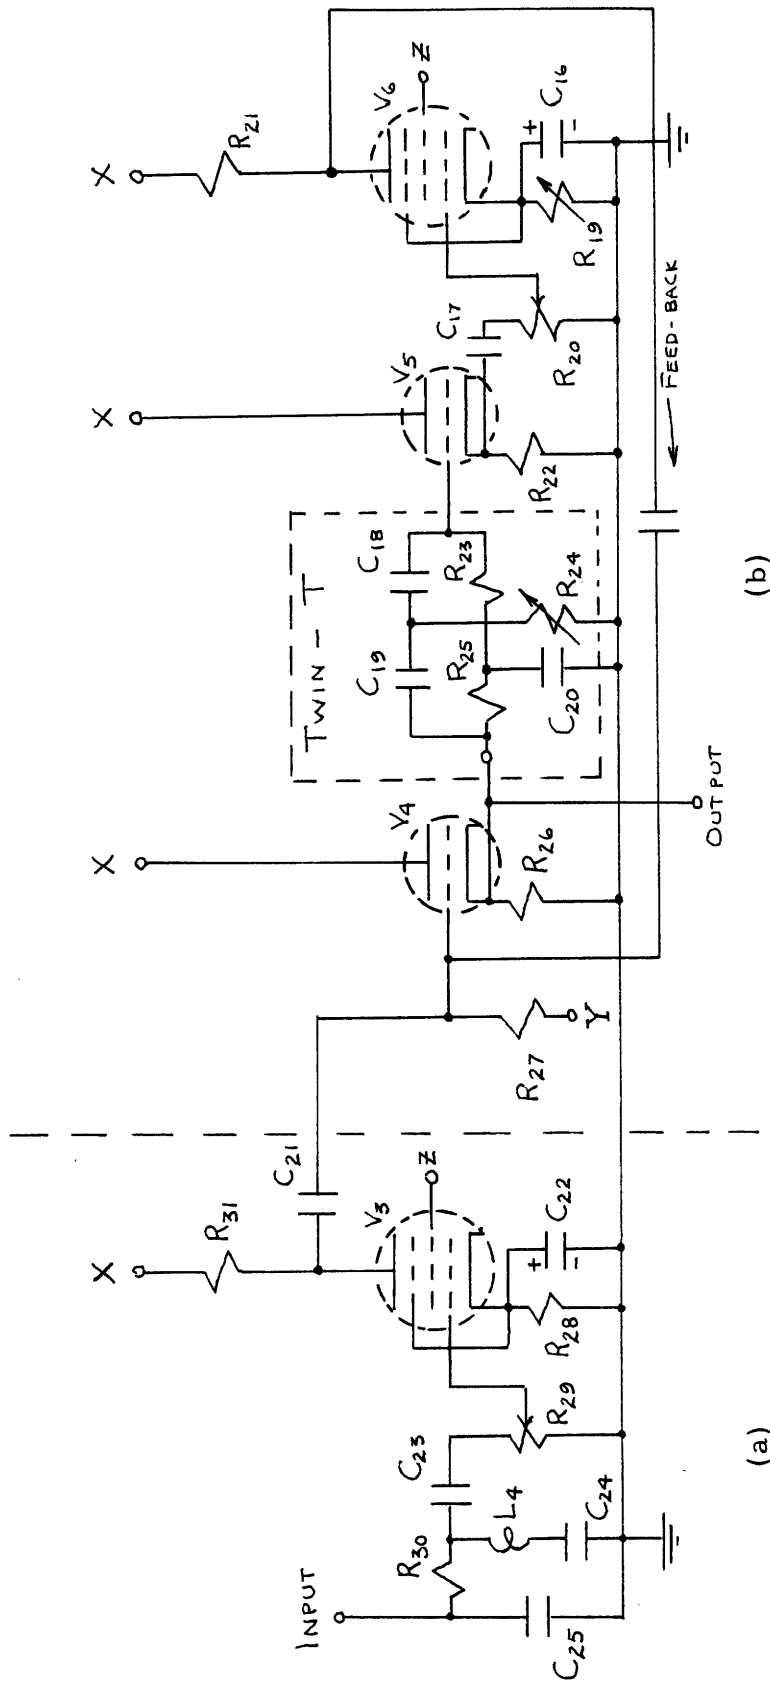 INPUT
C25
R30
L4
C24
C23
R29
X
R31
V3
Z
R28
C22
+
-
C21
R27
Y
X
V4
R26
OUTPUT
TWIN - T
C19
C18
R25
R23
C20
R24
X
V5
R22
C17
R20
X
R21
V6
Z
R19
C16
+
-
FEED-BACK
(a)
(b)